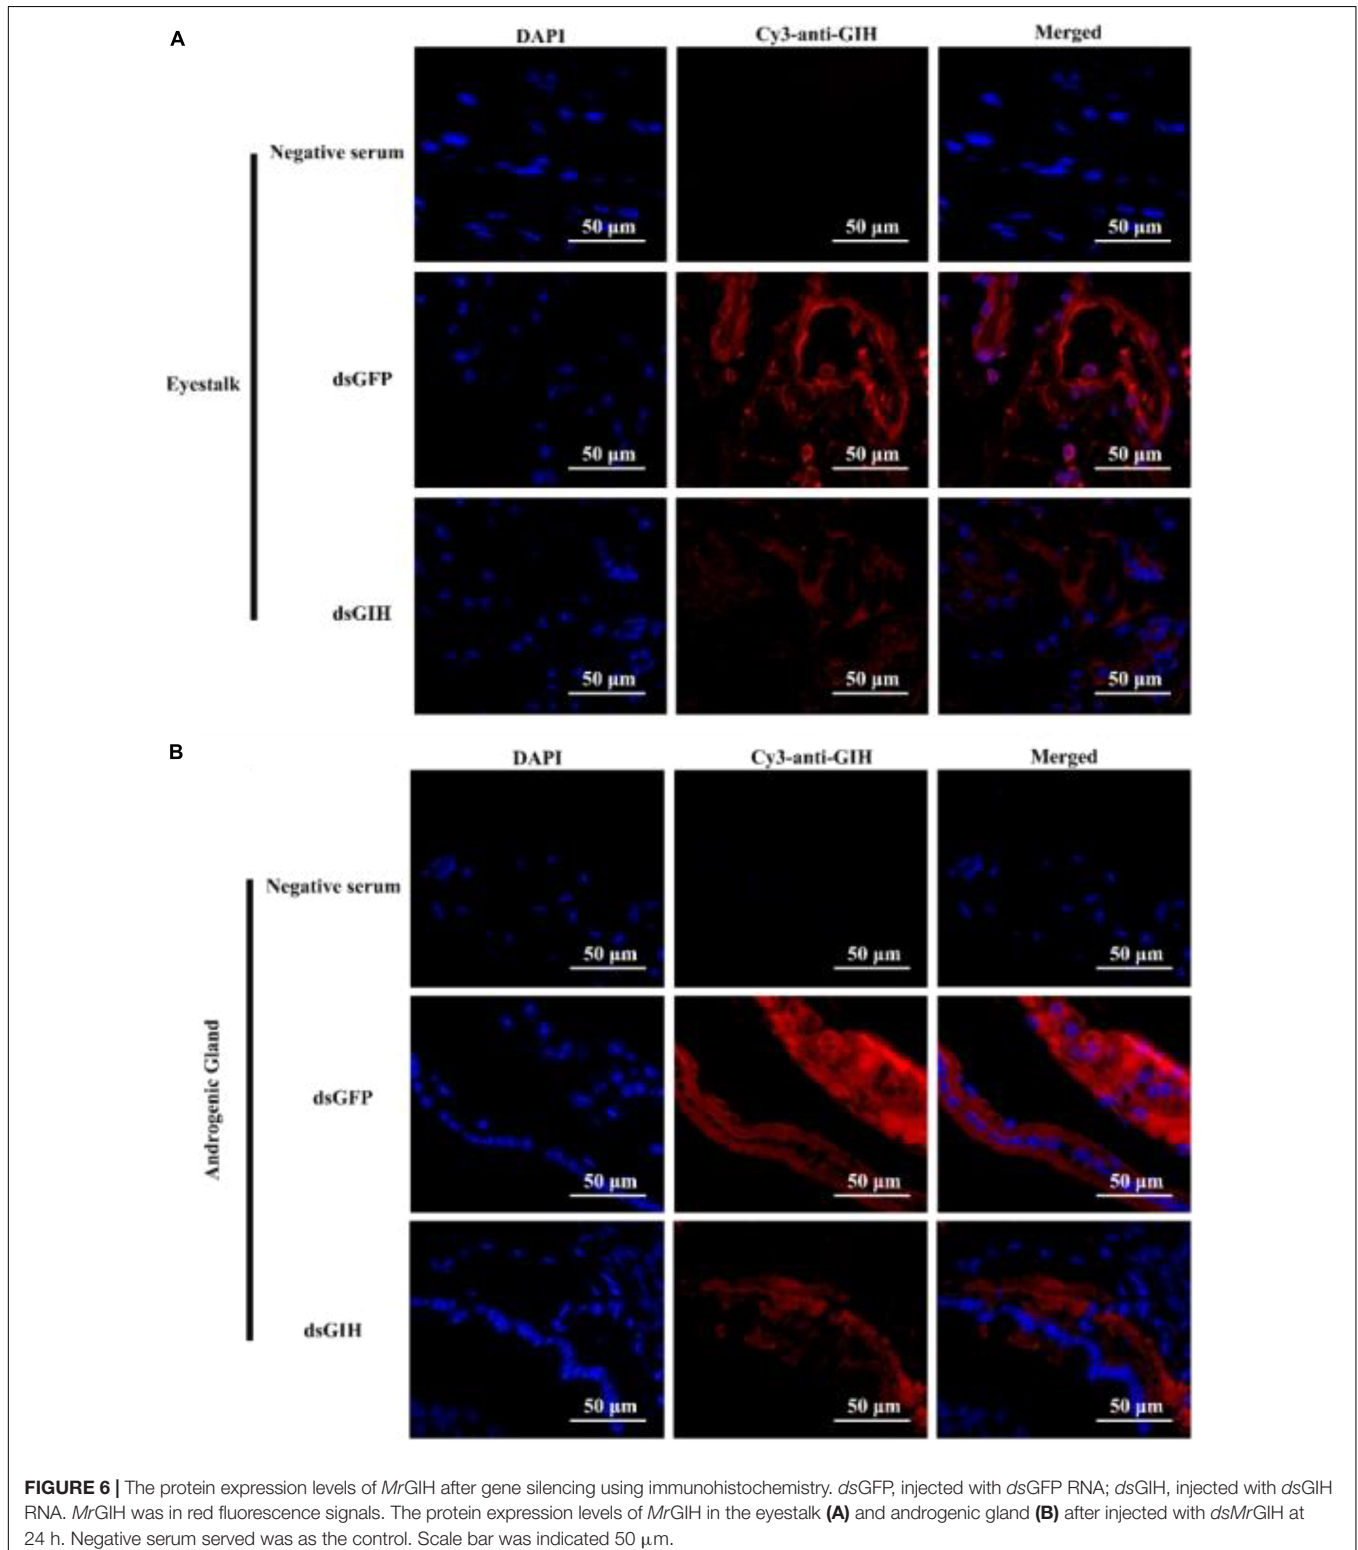 A
DAPI Cy3-anti-GIH Merged
Negative serum
50 µm 50 µm 50 µm
Eyestalk
dsGFP
50 µm 50 µm 50 µm
dsGIH
50 µm 50 µm 50 µm
B
DAPI Cy3-anti-GIH Merged
Negative serum
50 µm 50 µm 50 µm
Androgenic Gland
dsGFP
50 µm 50 µm 50 µm
dsGIH
50 µm 50 µm 50 µm
FIGURE 6 | The protein expression levels of MrGIH after gene silencing using immunohistochemistry. dsGFP, injected with dsGFP RNA; dsGIH, injected with dsGIH
RNA. MrGIH was in red fluorescence signals. The protein expression levels of MrGIH in the eyestalk (A) and androgenic gland (B) after injected with dsMrGIH at
24 h. Negative serum served was as the control. Scale bar was indicated 50 µm.